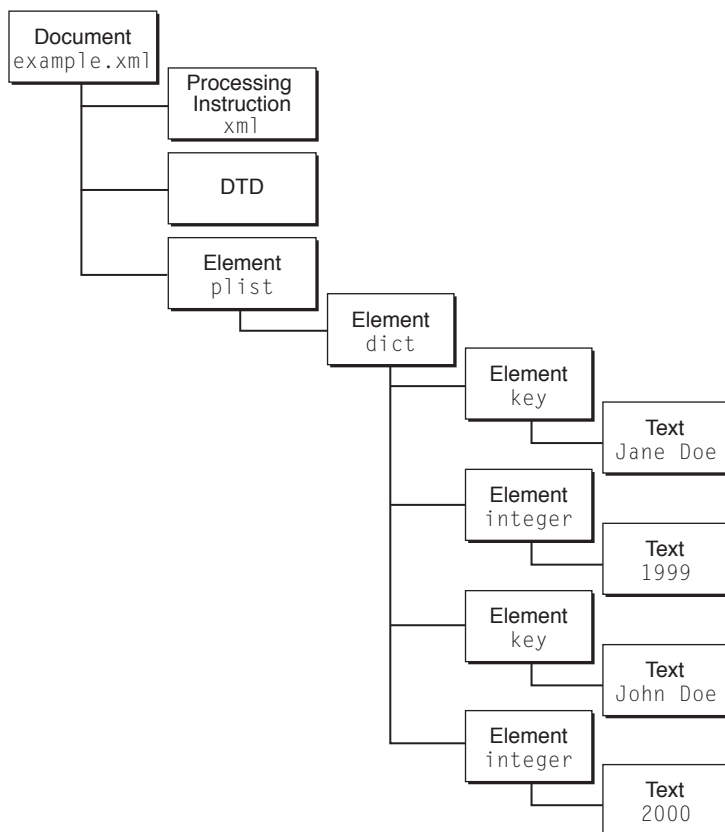 Document
example.xml
Processing
Instruction
xml
DTD
Element
plist
Element
dict
Element
key
Text
Jane Doe
Element
integer
Text
1999
Element
key
Text
John Doe
Element
integer
Text
2000